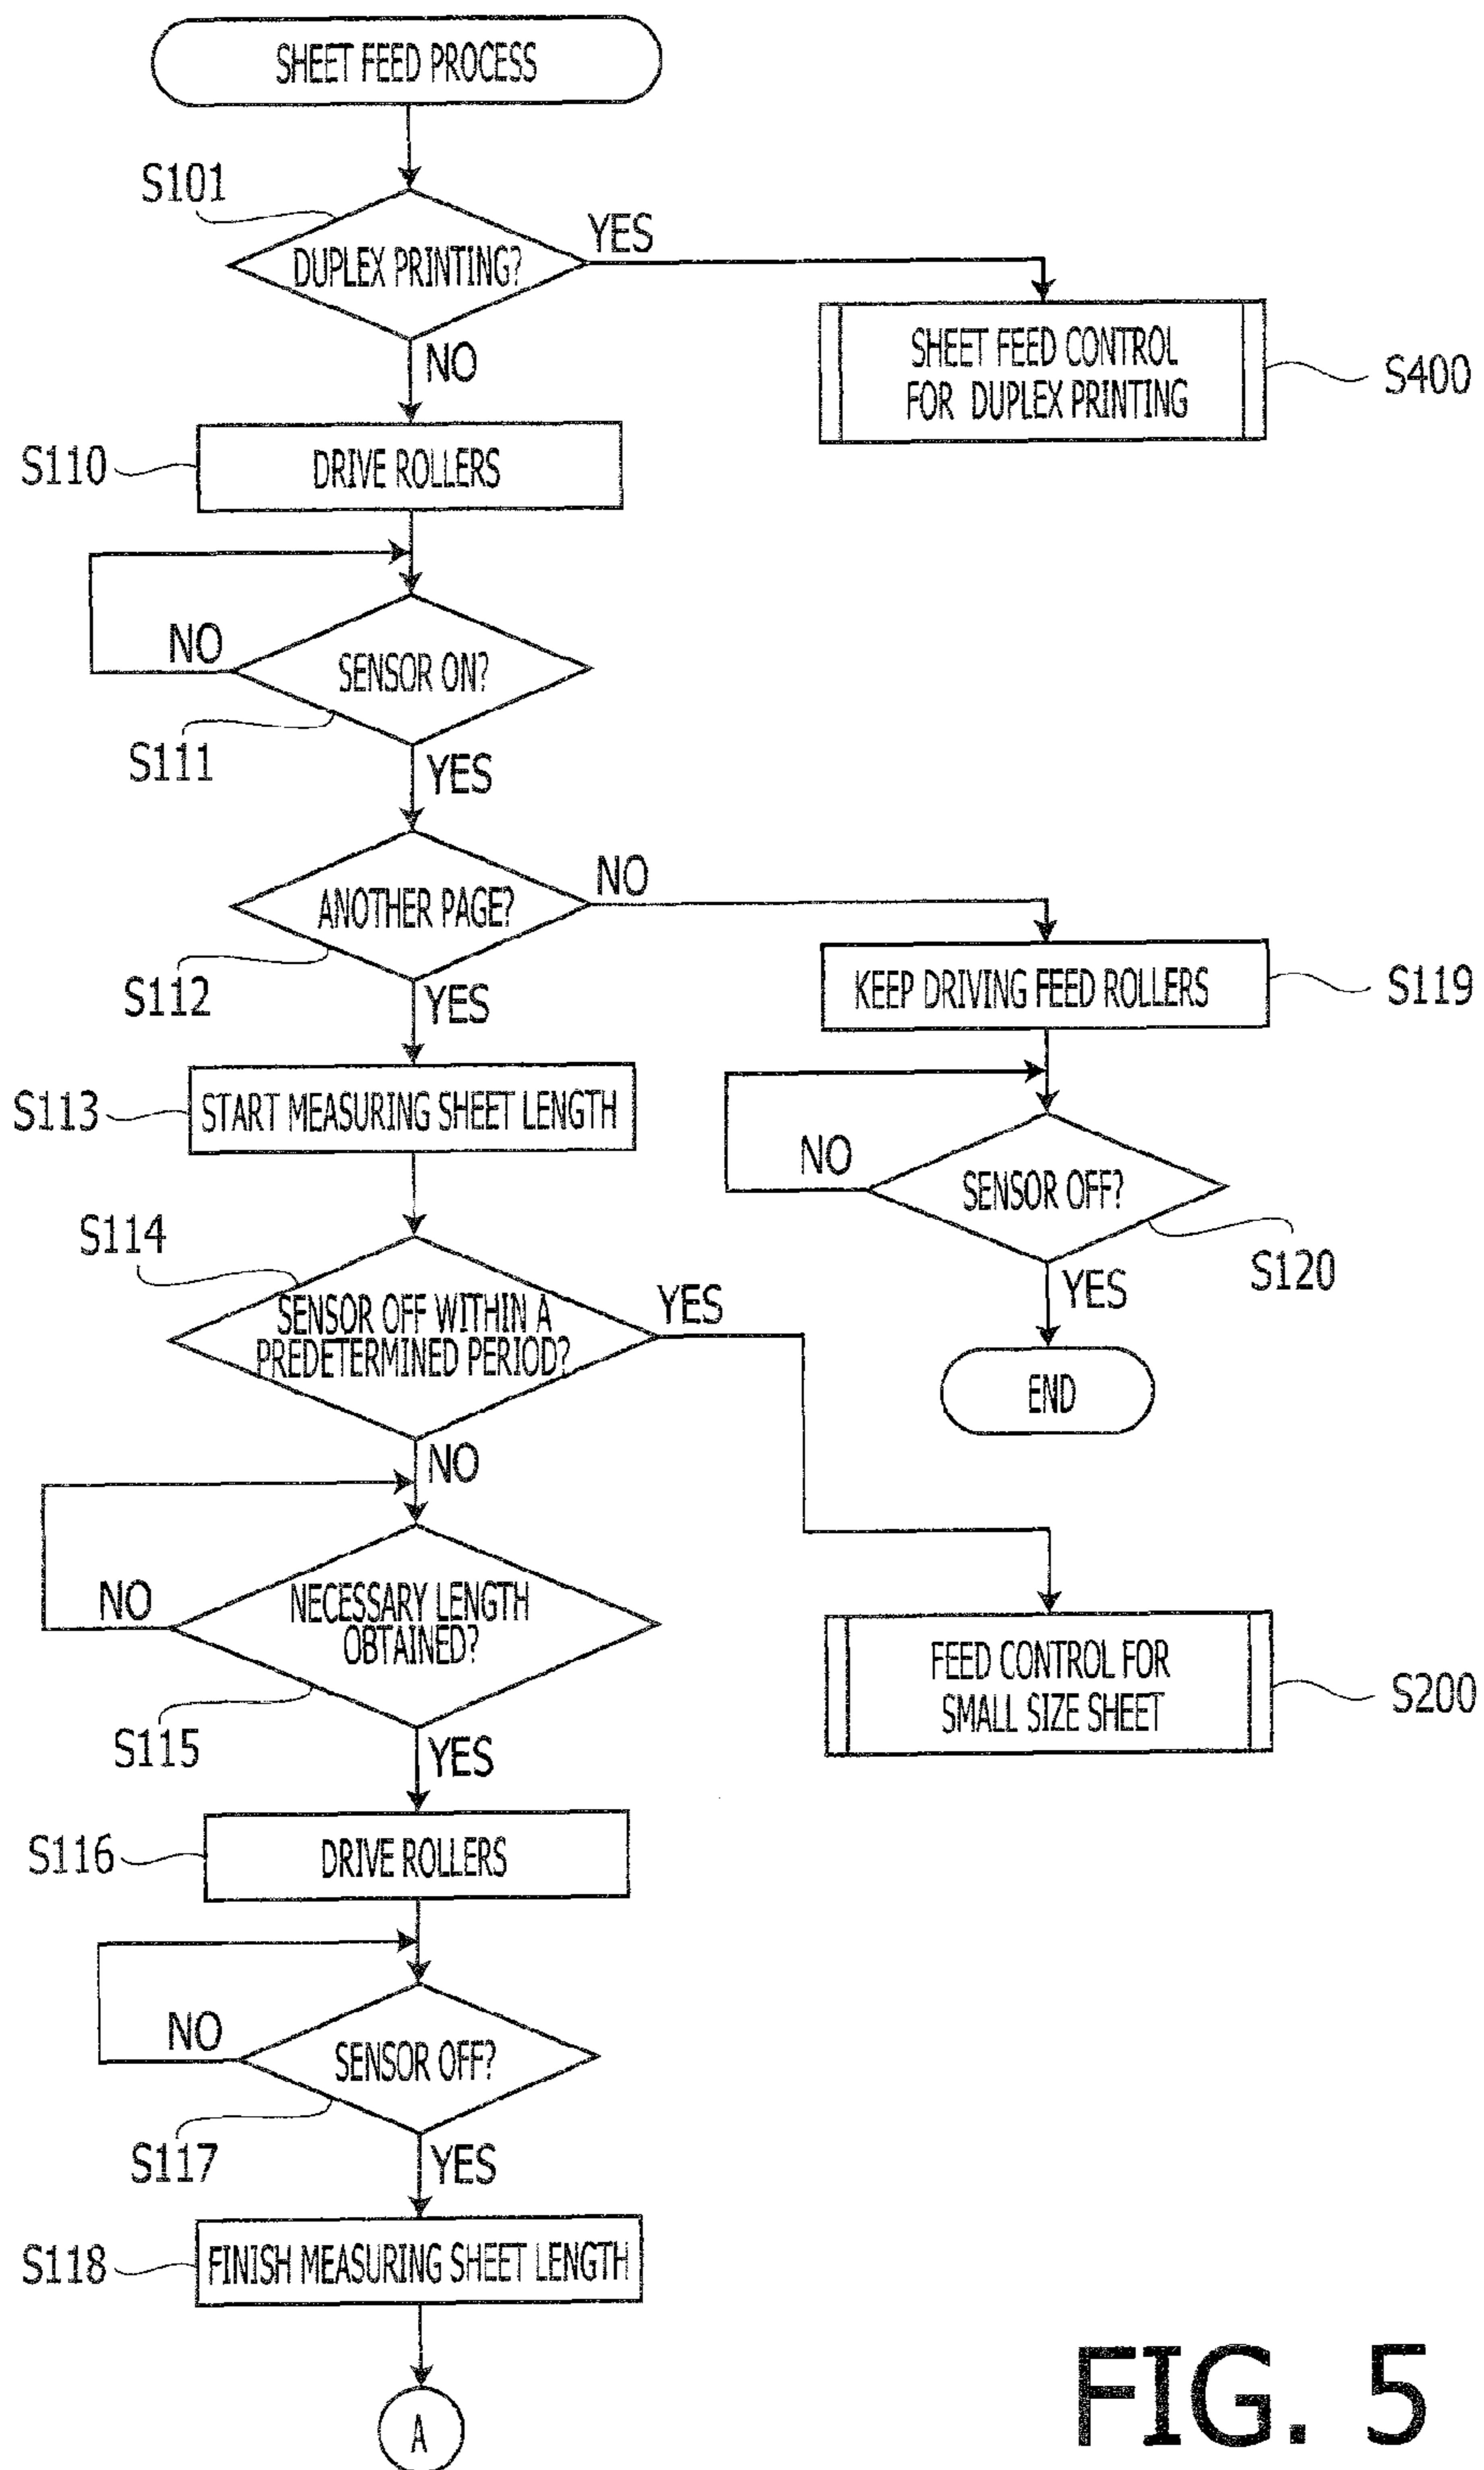 SHEET FEED PROCESS
S101
DUPLEX PRINTING?
YES
NO
SHEET FEED CONTROL
FOR DUPLEX PRINTING
S400
S110
DRIVE ROLLERS
NO
SENSOR ON?
S111
YES
ANOTHER PAGE?
NO
S112
YES
KEEP DRIVING FEED ROLLERS
S119
S113
START MEASURING SHEET LENGTH
NO
SENSOR OFF?
S120
YES
END
S114
SENSOR OFF WITHIN A
PREDETERMINED PERIOD?
YES
NO
NO
NECESSARY LENGTH
OBTAINED?
S115
YES
FEED CONTROL FOR
SMALL SIZE SHEET
S200
S116
DRIVE ROLLERS
NO
SENSOR OFF?
S117
YES
S118
FINISH MEASURING SHEET LENGTH
A
FIG. 5